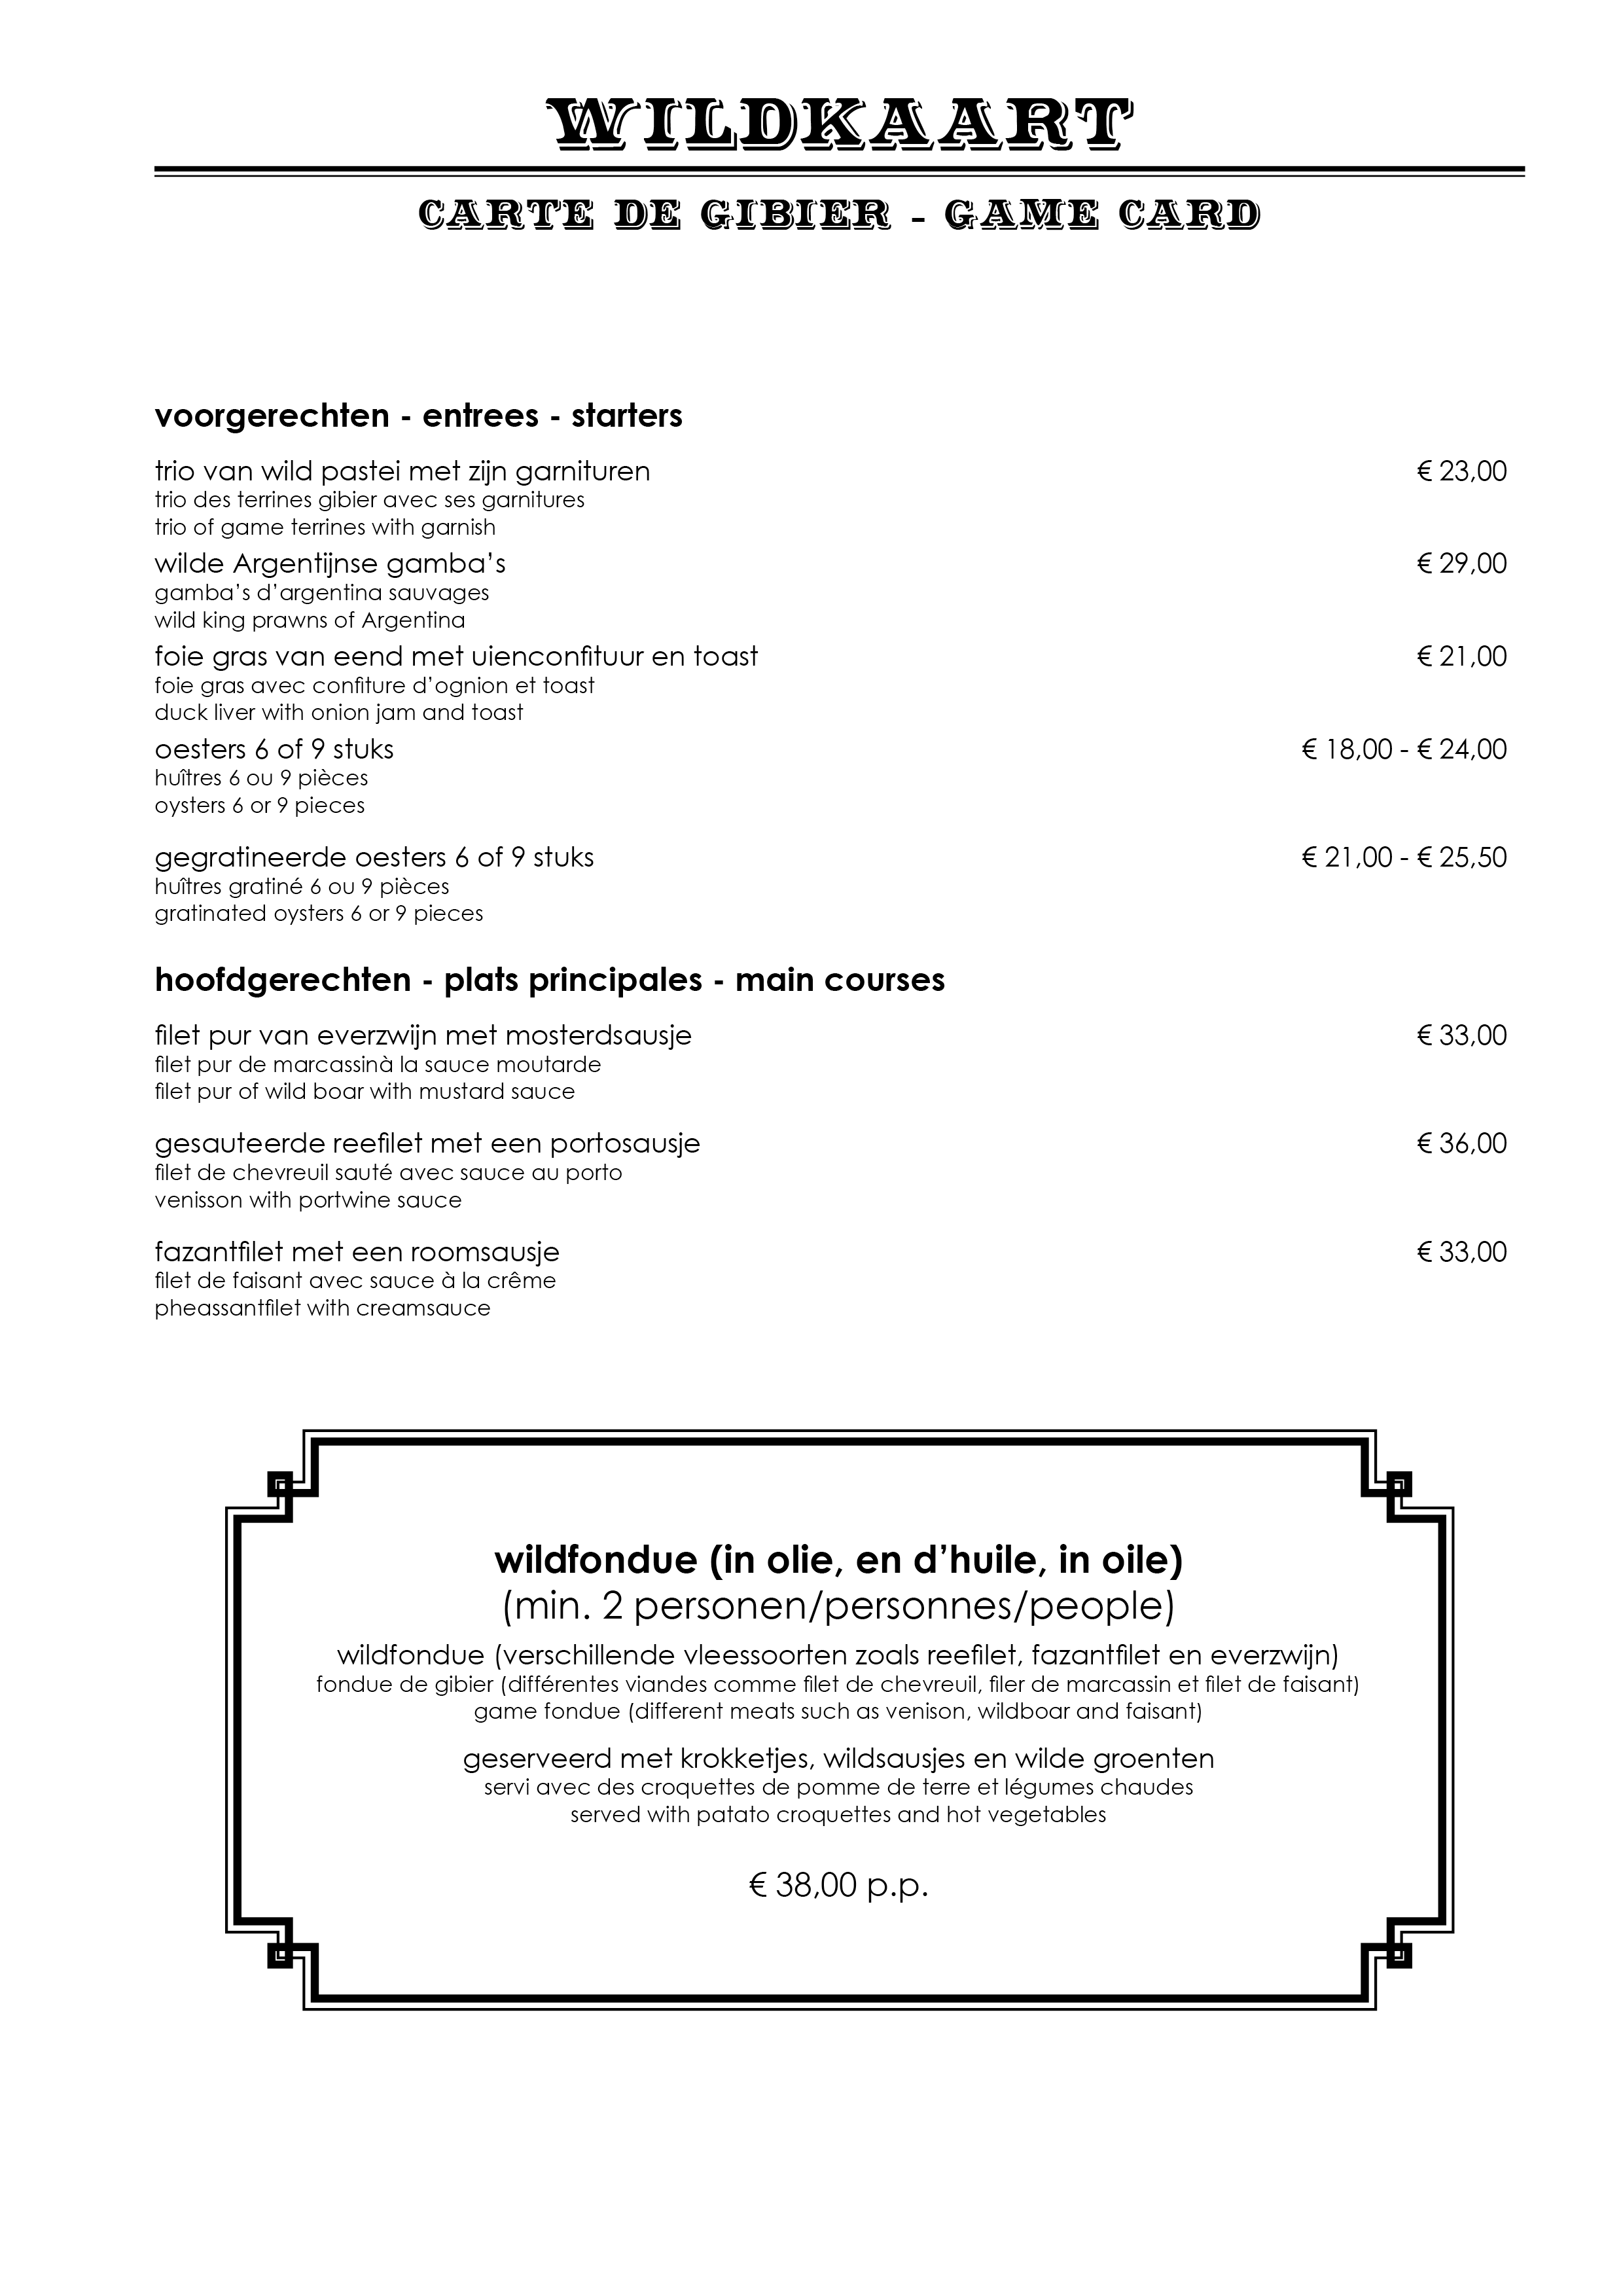 WILDKAART
CARTE DE GIBIER - GAME CARD
voorgerechten - entrees - starters
trio van wild pastei met zijn garnituren € 23,00
trio des terrines gibier avec ses garnitures
trio of game terrines with garnish
wilde Argentijnse gamba’s € 29,00
gamba’s d’argentina sauvages
wild king prawns of Argentina
foie gras van eend met uienconfituur en toast € 21,00
foie gras avec confiture d’ognion et toast
duck liver with onion jam and toast
oesters 6 of 9 stuks € 18,00 - € 24,00
huîtres 6 ou 9 pièces
oysters 6 or 9 pieces
gegratineerde oesters 6 of 9 stuks € 21,00 - € 25,50
huîtres gratiné 6 ou 9 pièces
gratinated oysters 6 or 9 pieces
hoofdgerechten - plats principales - main courses
filet pur van everzwijn met mosterdsausje € 33,00
filet pur de marcassinà la sauce moutarde
filet pur of wild boar with mustard sauce
gesauteerde reefilet met een portosausje € 36,00
filet de chevreuil sauté avec sauce au porto
venisson with portwine sauce
fazantfilet met een roomsausje € 33,00
filet de faisant avec sauce à la crême
pheassantfilet with creamsauce
wildfondue (in olie, en d’huile, in oile)
(min. 2 personen/personnes/people)
wildfondue (verschillende vleessoorten zoals reefilet, fazantfilet en everzwijn)
fondue de gibier (différentes viandes comme filet de chevreuil, filer de marcassin et filet de faisant)
game fondue (different meats such as venison, wildboar and faisant)
geserveerd met krokketjes, wildsausjes en wilde groenten
servi avec des croquettes de pomme de terre et légumes chaudes
served with patato croquettes and hot vegetables
€ 38,00 p.p.